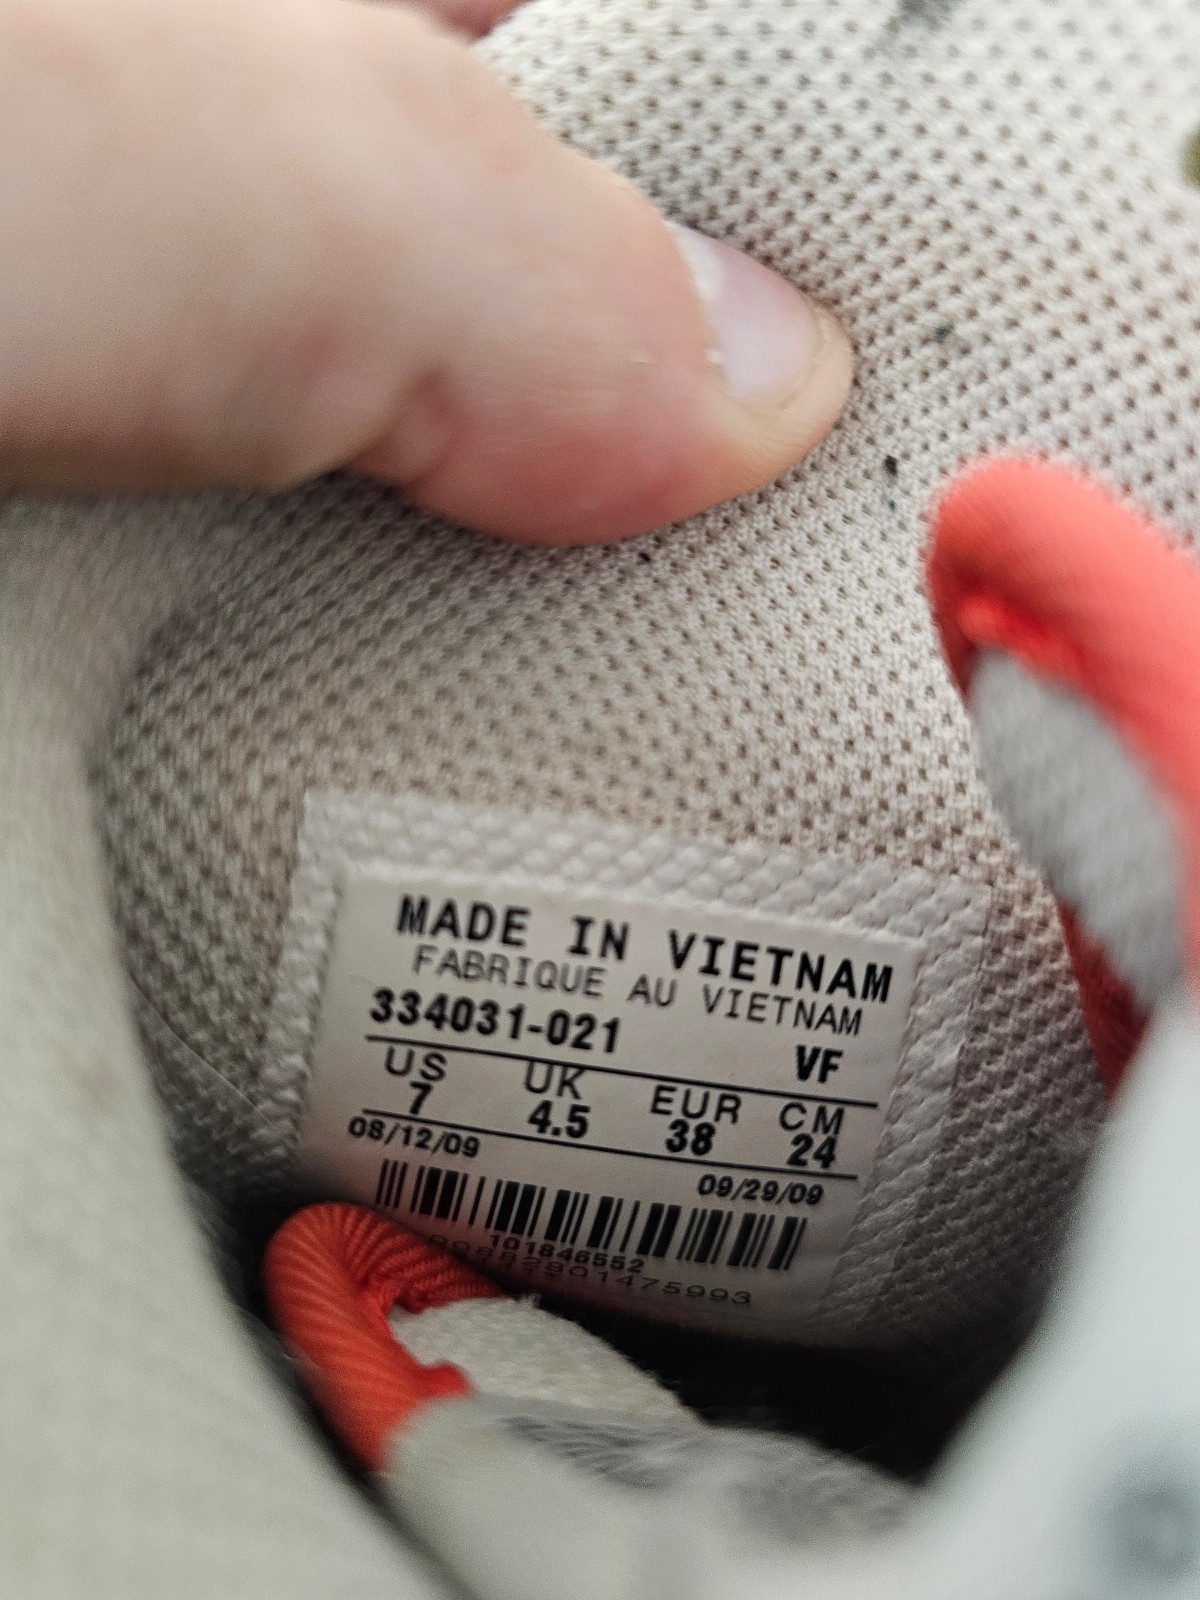 MADE IN VIETNAM
FABRIQUE AU VIETNAM
334031-021 VF
US UK EUR CM
7 4.5 38 24
08/12/09 09/29/09
101846552